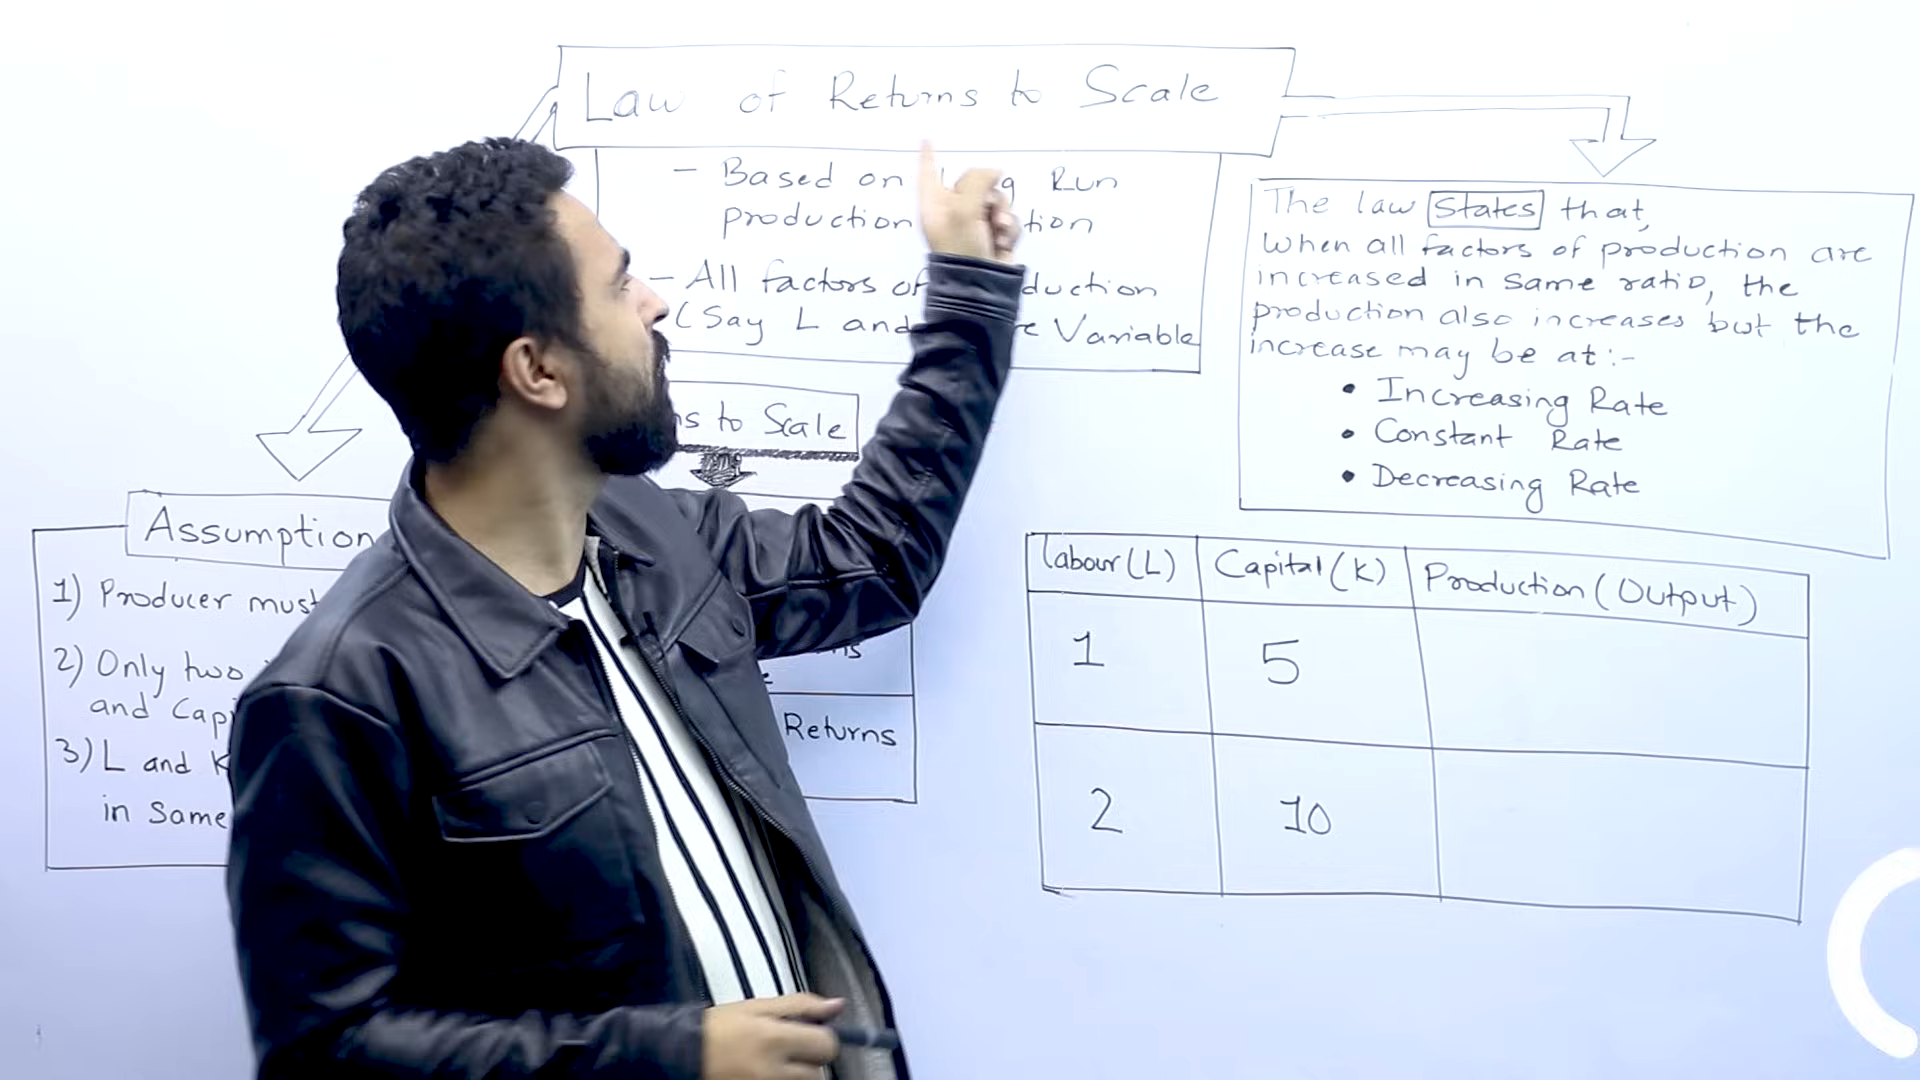 Law of Returns to Scale
- Based on Run
production
- All factors of
(Say L and Variable
to Scale
The law States that,
when all factors of production are
increased in same ratio, the
production also increases but the
increase may be at:-
• Increasing Rate
• Constant Rate
• Decreasing Rate
Assumption
1) Producer must
2) Only two
and
3) L and K
in Same
Returns
Labour(L) Capital(K) Production(Output)
1 5
2 10